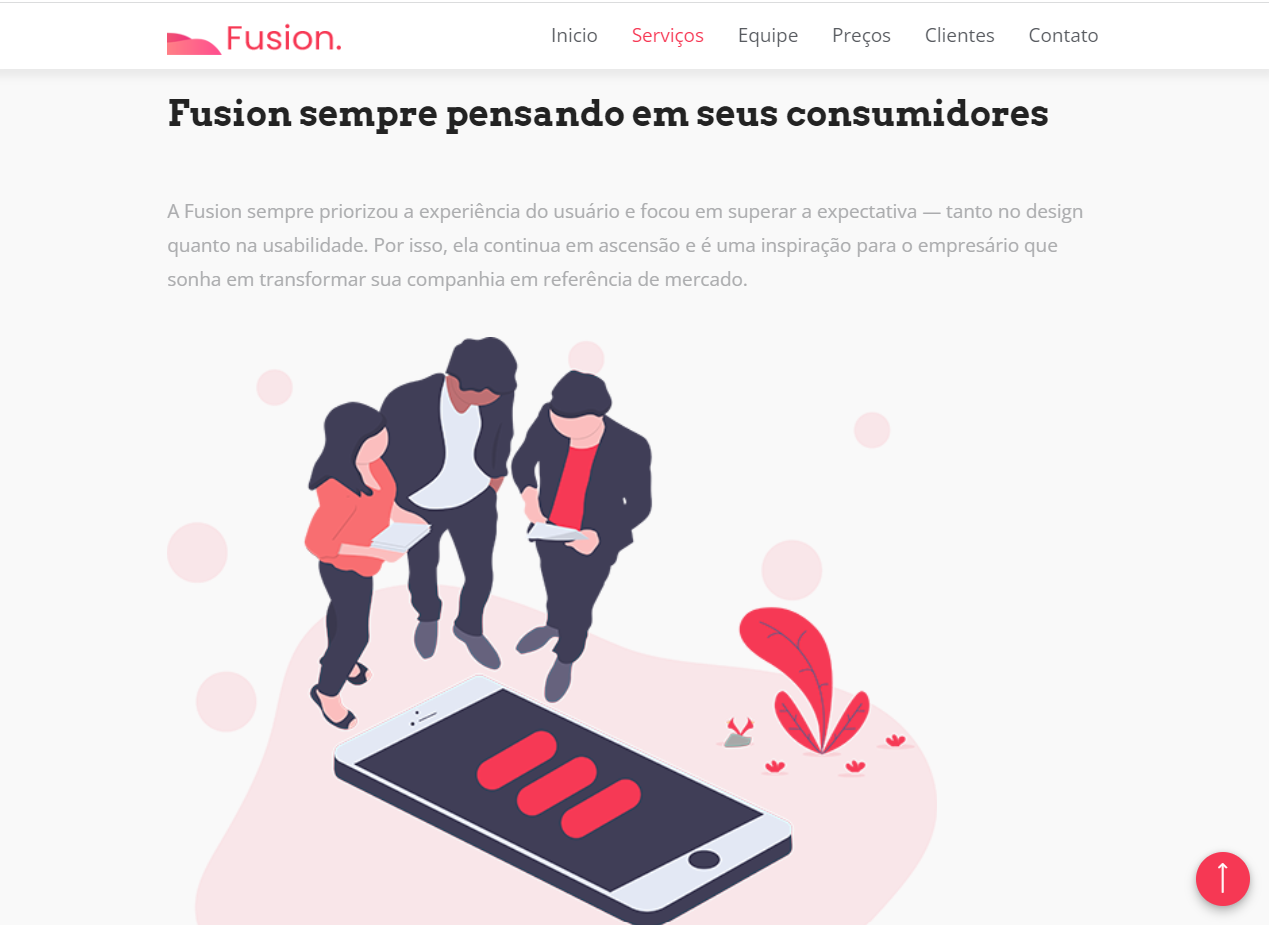 Fusion.
Inicio Serviços Equipe Preços Clientes Contato
Fusion sempre pensando em seus consumidores
A Fusion sempre priorizou a experiência do usuário e focou em superar a expectativa — tanto no design
quanto na usabilidade. Por isso, ela continua em ascensão e é uma inspiração para o empresário que
sonha em transformar sua companhia em referência de mercado.